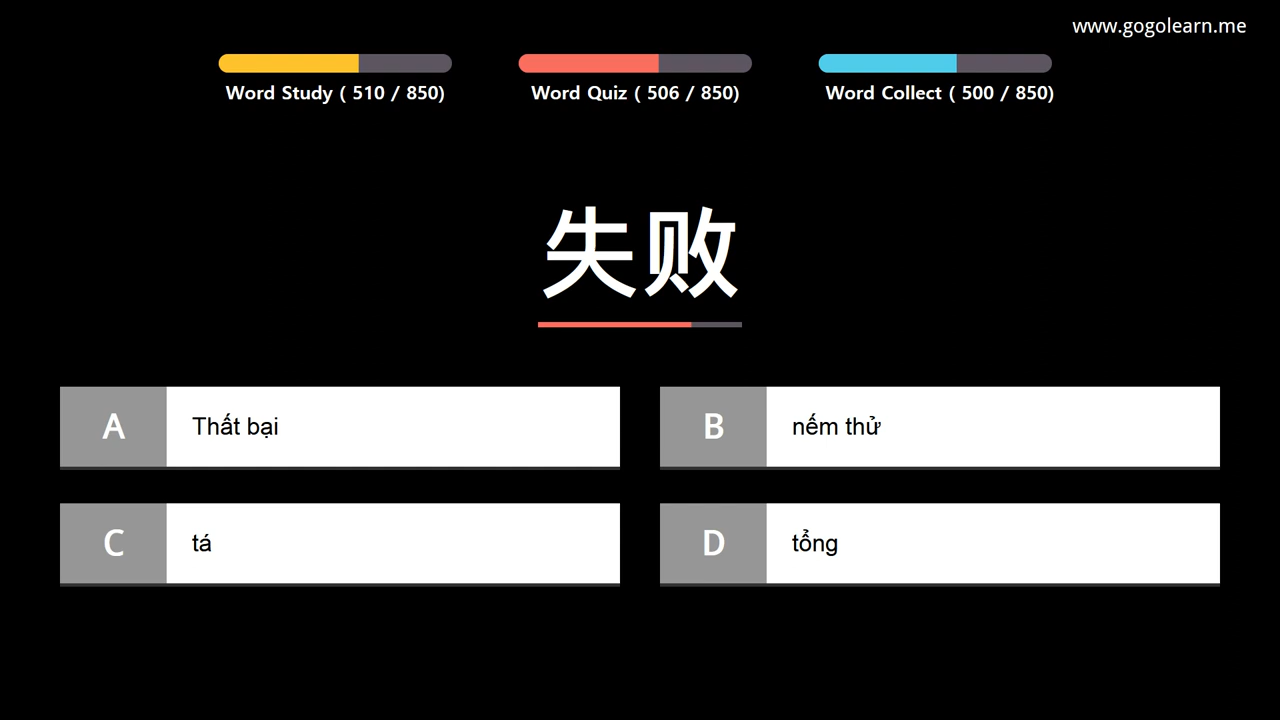 www.gogolearn.me
Word Study ( 510 / 850)
Word Quiz ( 506 / 850)
Word Collect ( 500 / 850)
失败
A
Thất bại
B
nếm thử
C
tá
D
tổng